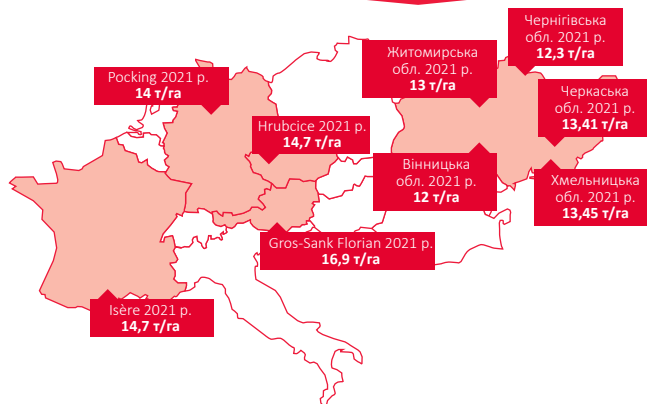 Чернігівська
обл. 2021 р.
12,3 т/га
Житомирська
обл. 2021 р.
13 т/га
Pocking 2021 р.
14 т/га
Черкаська
обл. 2021 р.
13,41 т/га
Hrubcice 2021 р.
14,7 т/га
Вінницька
обл. 2021 р.
12 т/га
Хмельницька
обл. 2021 р.
13,45 т/га
Gros-Sank Florian 2021 р.
16,9 т/га
Isère 2021 р.
14,7 т/га